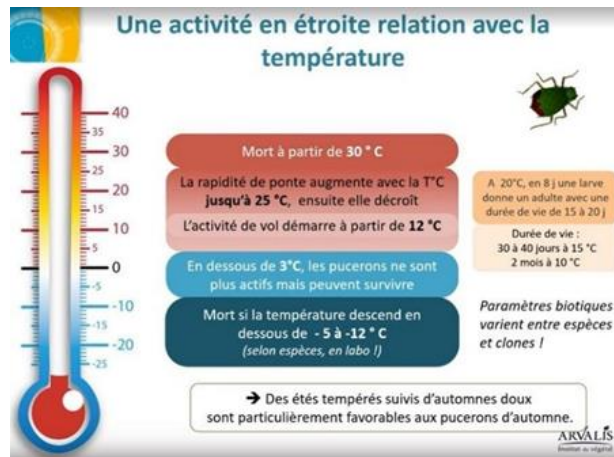 Une activité en étroite relation avec la
température
40
35
30
25
20
15
10
5
0
-5
-10
-15
-20
-25
Mort à partir de 30 ° C
La rapidité de ponte augmente avec la T°C
jusqu'à 25 °C, ensuite elle décroît
L'activité de vol démarre à partir de 12 °C
En dessous de 3°C, les pucerons ne sont
plus actifs mais peuvent survivre
Mort si la température descend en
dessous de - 5 à -12 ° C
(selon espèces, en labo !)
A 20°C, en 8 j une larve
donne un adulte avec une
durée de vie de 15 à 20 j
Durée de vie :
30 à 40 jours à 15 °C
2 mois à 10 °C
Paramètres biotiques
varient entre espèces
et clones !
➔ Des étés tempérés suivis d'automnes doux
sont particulièrement favorables aux pucerons d'automne.
ARVALIS
Institut du végétal